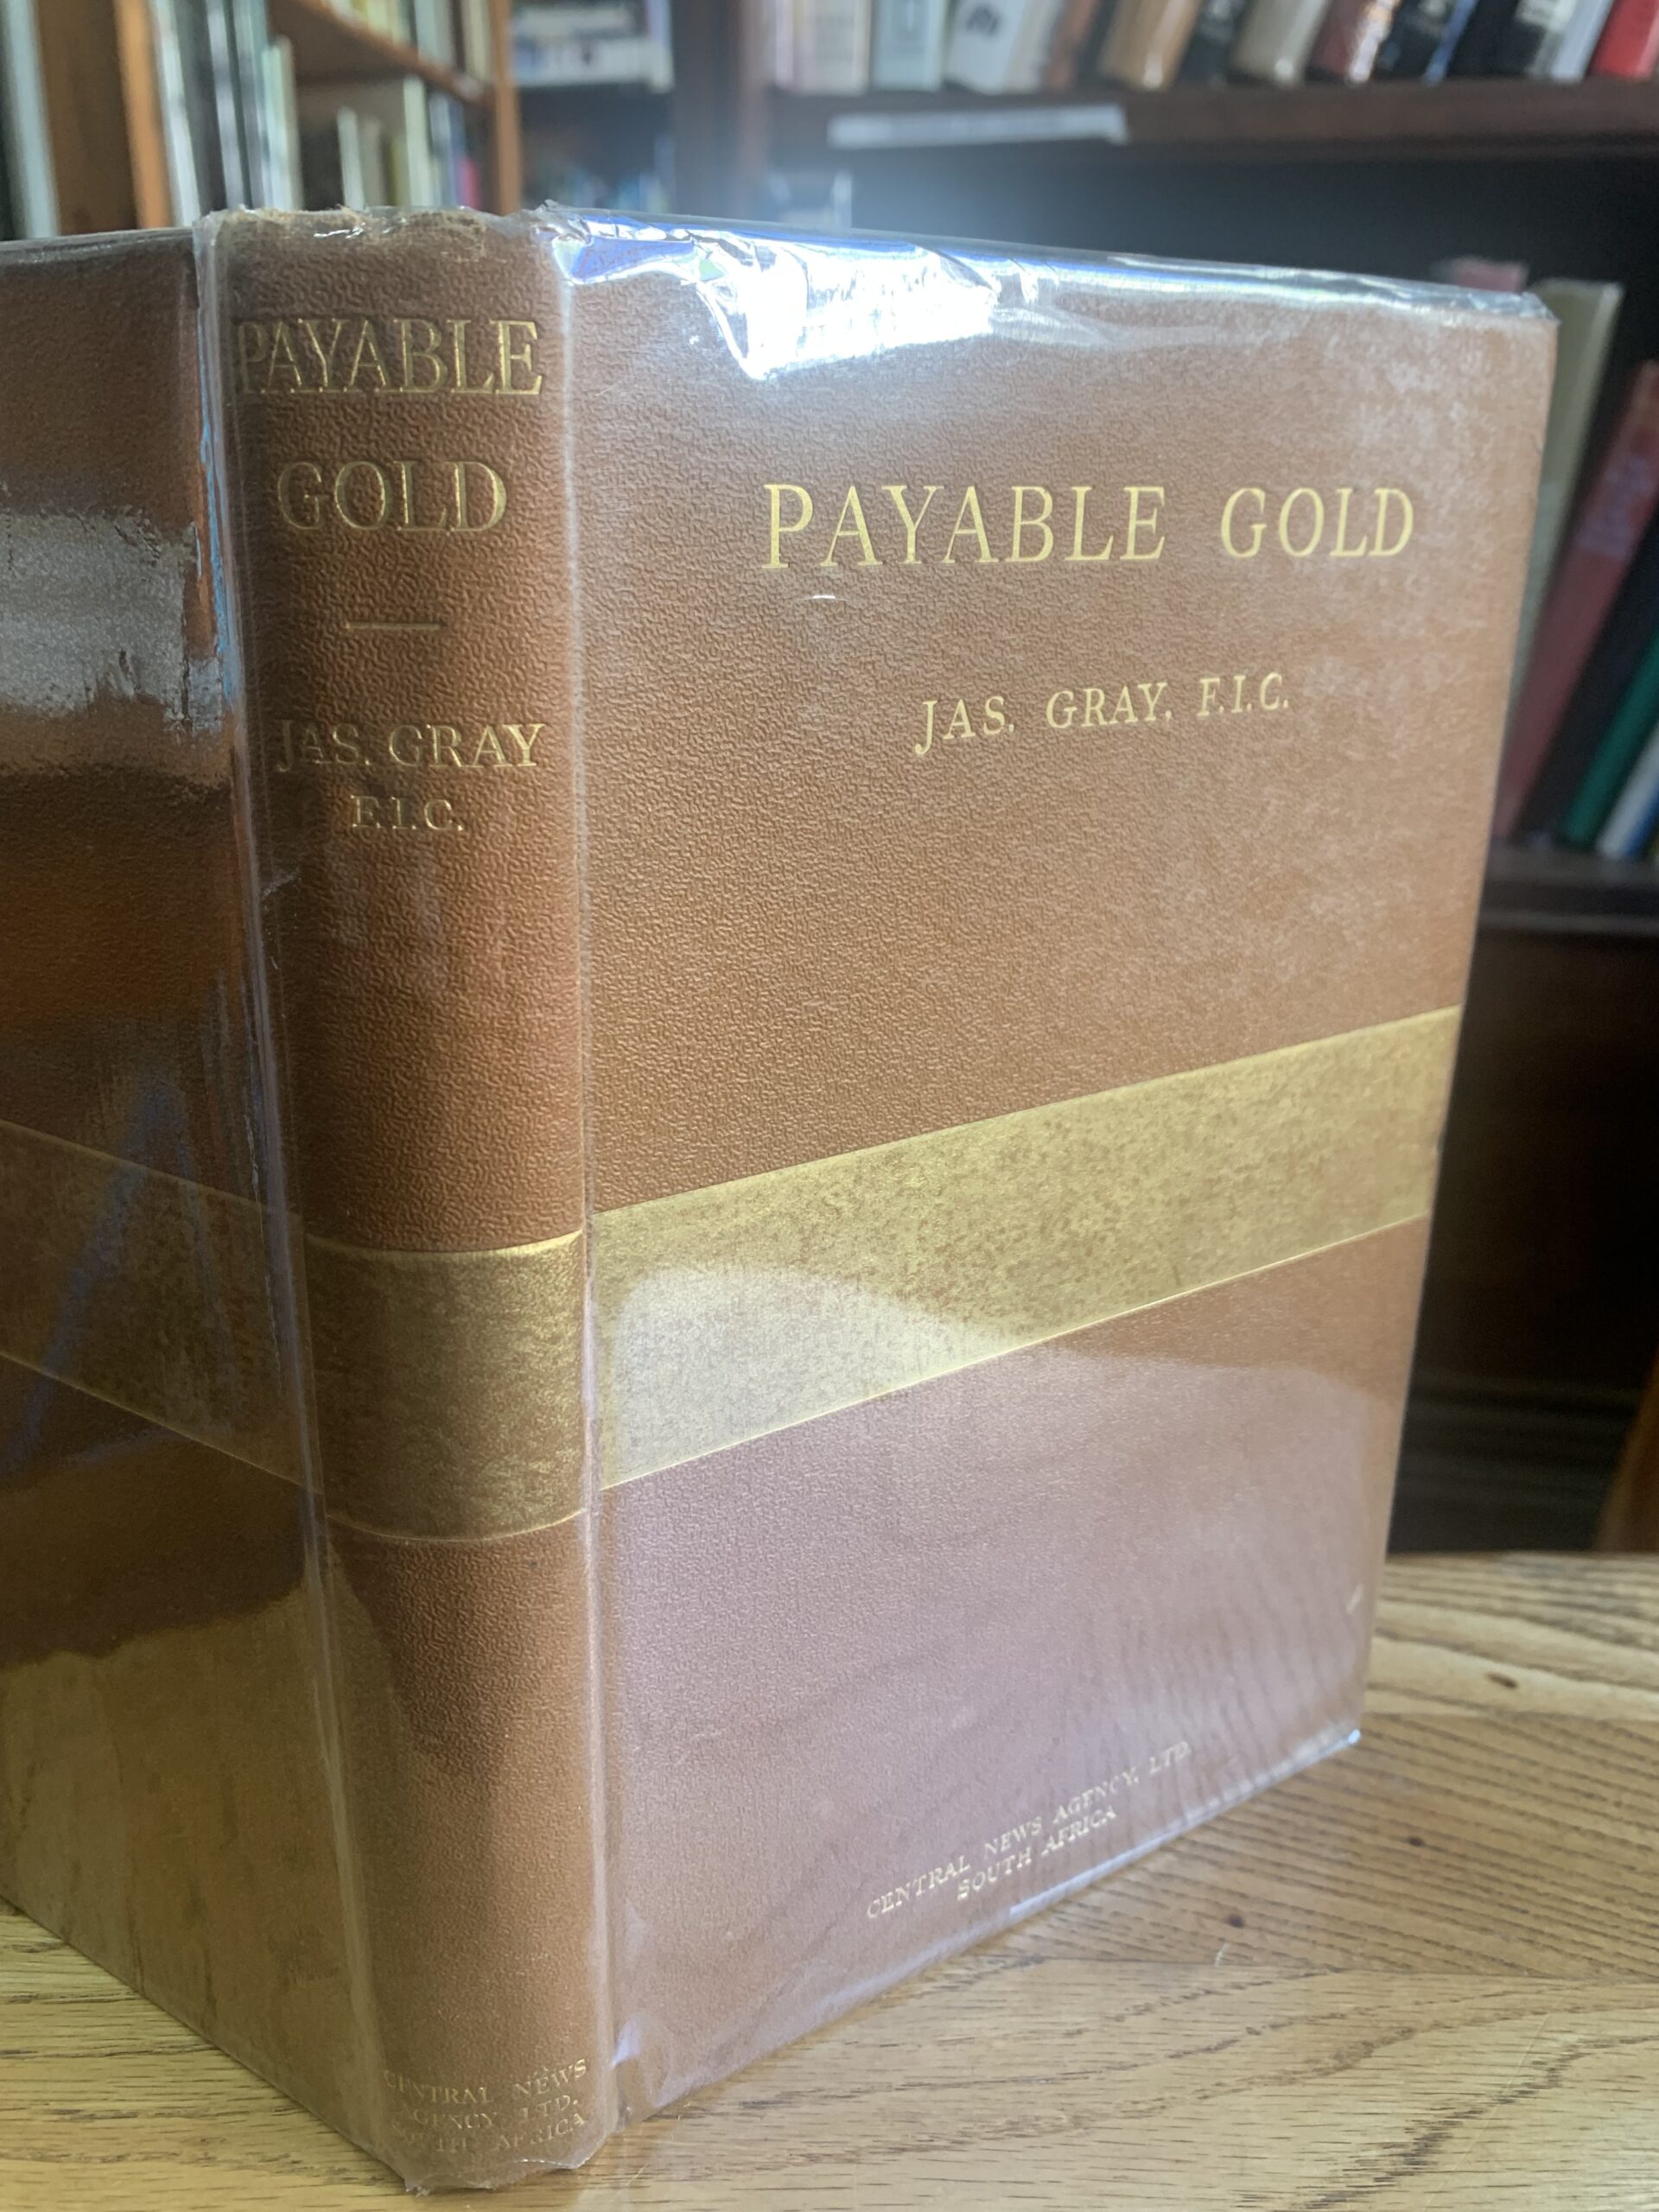 PAYABLE
GOLD
JAS. GRAY
F.I.C.
CENTRAL NEWS
AGENCY, LTD.
SOUTH AFRICA
PAYABLE GOLD
JAS. GRAY, F.I.C.
CENTRAL NEWS AGENCY, LTD.
SOUTH AFRICA